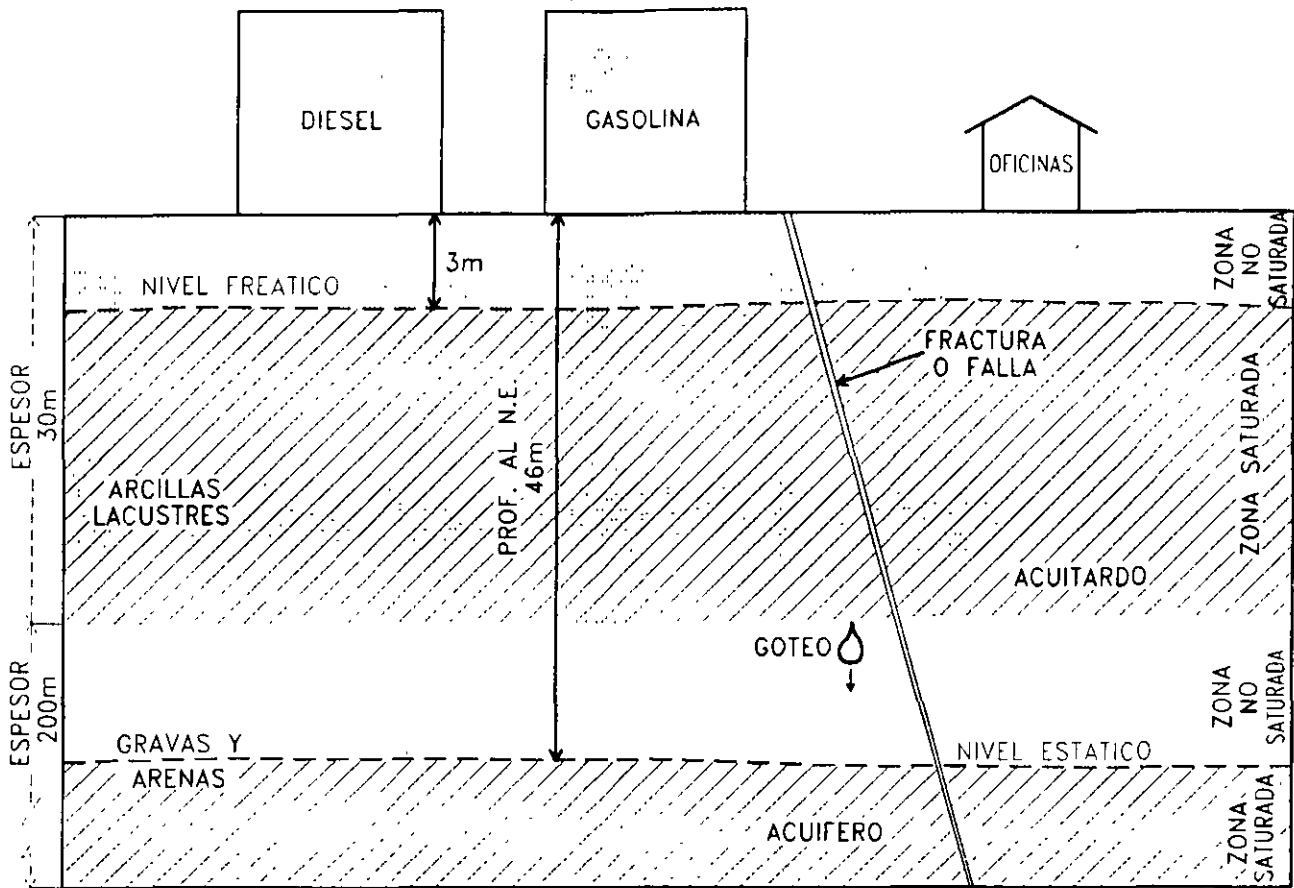 DIESEL
GASOLINA
OFICINAS
3m
NIVEL FREATICO
ZONA
NO
SATURADA
FRACTURA
O FALLA
ESPESOR
30m
PROF. AL N.E.
46m
ZONA SATURADA
ARCILLAS
LACUSTRES
ACUITARDO
GOTEO
ESPESOR
200m
ZONA
NO
SATURADA
GRAVAS Y
ARENAS
NIVEL ESTATICO
ACUIFERO
ZONA
SATURADA